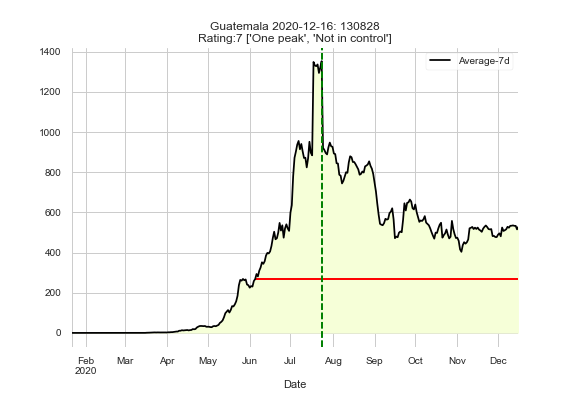 Guatemala 2020-12-16: 130828
Rating:7 ['One peak', 'Not in control']
Average-7d
1400
1200
1000
800
600
400
200
0
Feb Mar Apr May Jun Jul Aug Sep Oct Nov Dec
2020
Date